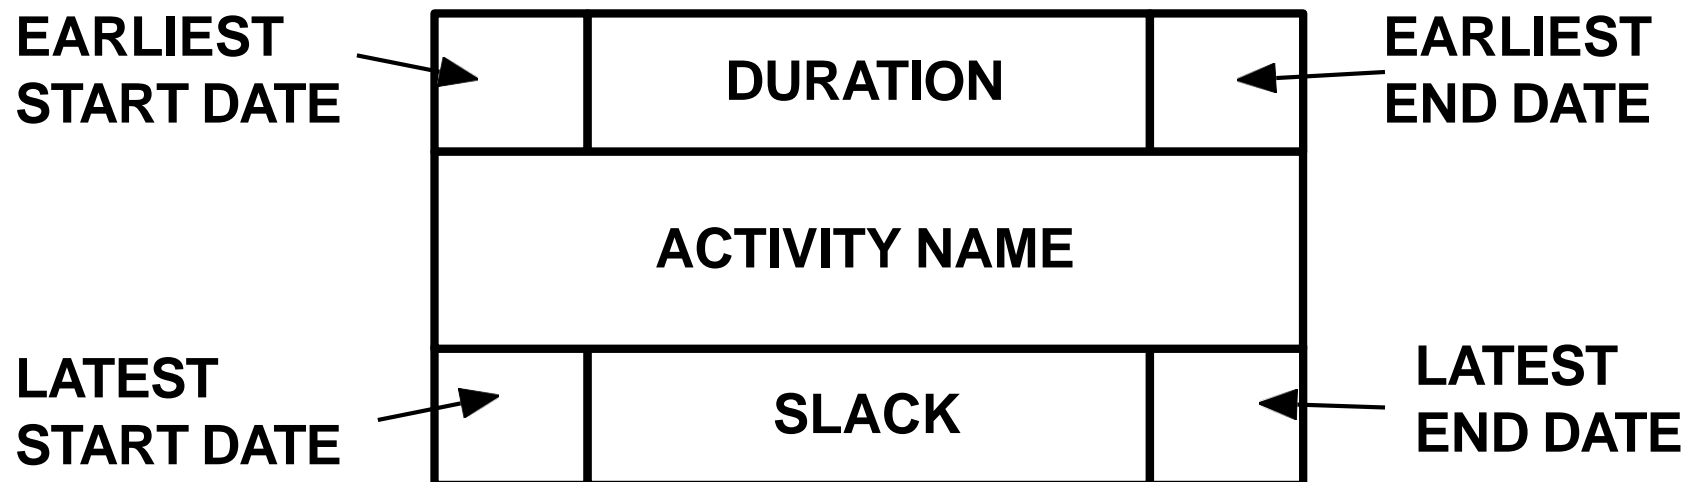 EARLIEST
START DATE
DURATION
EARLIEST
END DATE
ACTIVITY NAME
LATEST
START DATE
SLACK
LATEST
END DATE